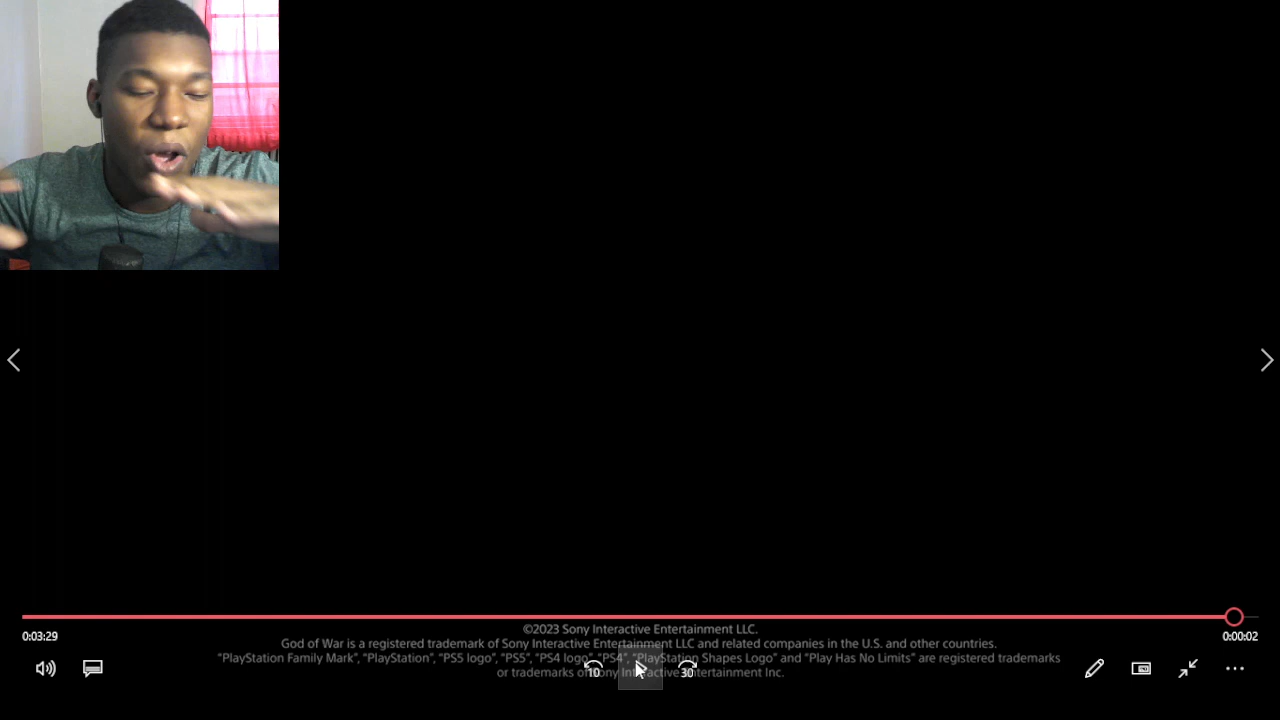 ©2023 Sony Interactive Entertainment LLC.
0:03:29
0:00:02
God of War is a registered trademark of Sony Interactive Entertainment LLC and related companies in the U.S. and other countries.
"PlayStation Family Mark", "PlayStation", "PS5 logo", "PS5", "PS4 logo", "PS4", "PlayStation Shapes Logo" and "Play Has No Limits" are registered trademarks
or trademarks of Sony Interactive Entertainment Inc.
10
30